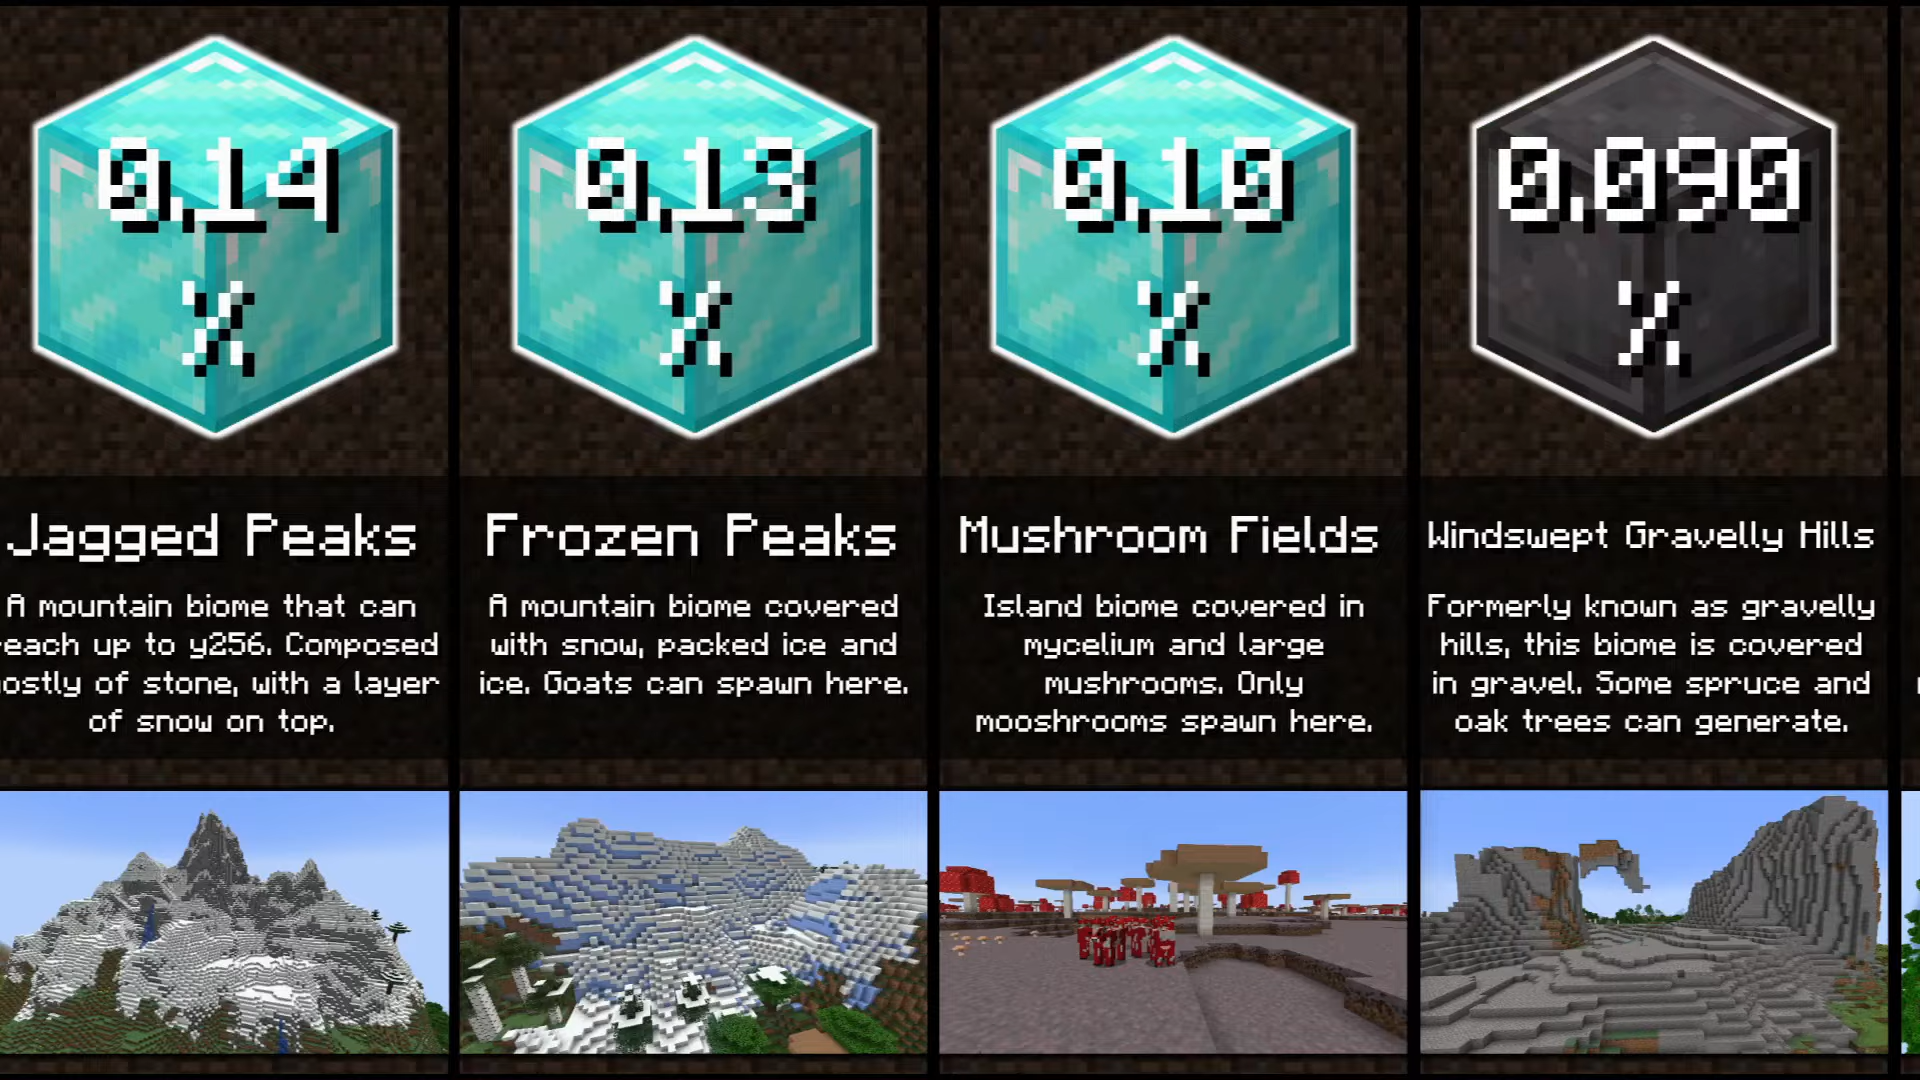 0,14
%
Jagged Peaks
A mountain biome that can
reach up to y256. Composed
mostly of stone, with a layer
of snow on top.
0,13
%
Frozen Peaks
A mountain biome covered
with snow, packed ice and
ice. Goats can spawn here.
0,10
%
Mushroom Fields
Island biome covered in
mycelium and large
mushrooms. Only
mooshrooms spawn here.
0,090
%
Windswept Gravelly Hills
Formerly known as gravelly
hills, this biome is covered
in gravel. Some spruce and
oak trees can generate.